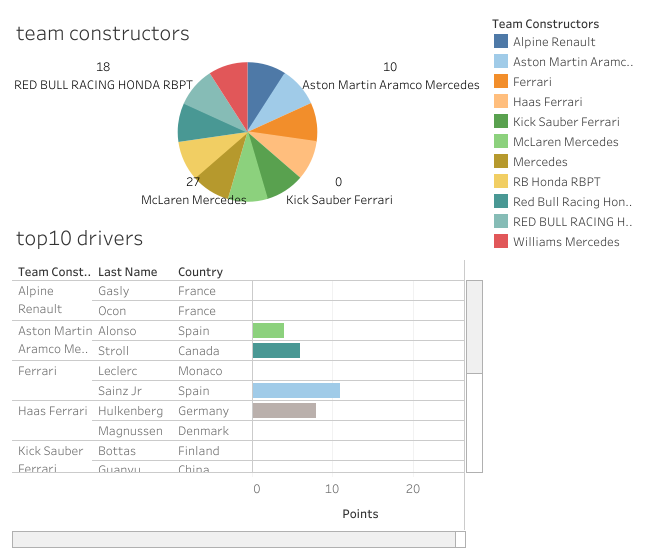 team constructors
18
RED BULL RACING HONDA RBPT
10
Aston Martin Aramco Mercedes
27
McLaren Mercedes
0
Kick Sauber Ferrari
Team Constructors
Alpine Renault
Aston Martin Aramc..
Ferrari
Haas Ferrari
Kick Sauber Ferrari
McLaren Mercedes
Mercedes
RB Honda RBPT
Red Bull Racing Hon..
RED BULL RACING H..
Williams Mercedes
top10 drivers
Team Const.. Last Name Country
Alpine Gasly France
Renault Ocon France
Aston Martin Alonso Spain
Aramco Me.. Stroll Canada
Ferrari Leclerc Monaco
Sainz Jr Spain
Haas Ferrari Hulkenberg Germany
Magnussen Denmark
Kick Sauber Bottas Finland
Ferrari Guanyu China
0 10 20
Points